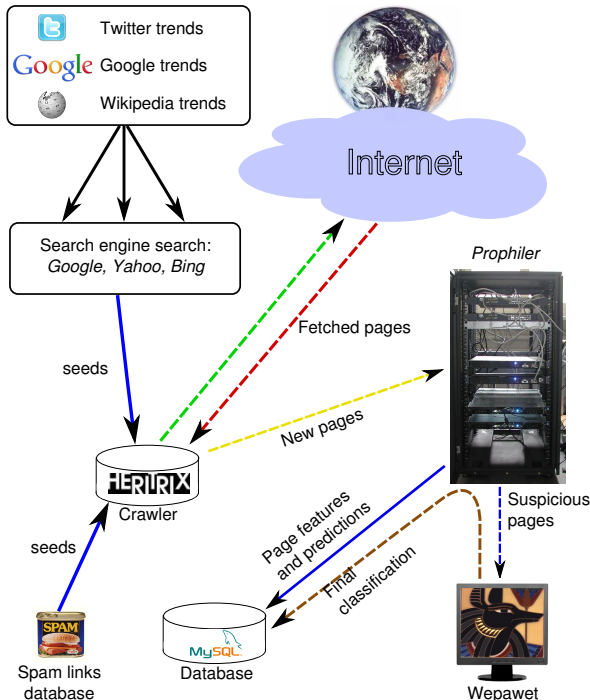 Twitter trends
Google Google trends
Wikipedia trends
Internet
Search engine search:
Google, Yahoo, Bing
Prophiler
Fetched pages
seeds
New pages
HERITRIX
Crawler
Suspicious
pages
Page features
and predictions
seeds
Final
classification
SPAM
MySQL
Spam links
database
Database
Wepawet